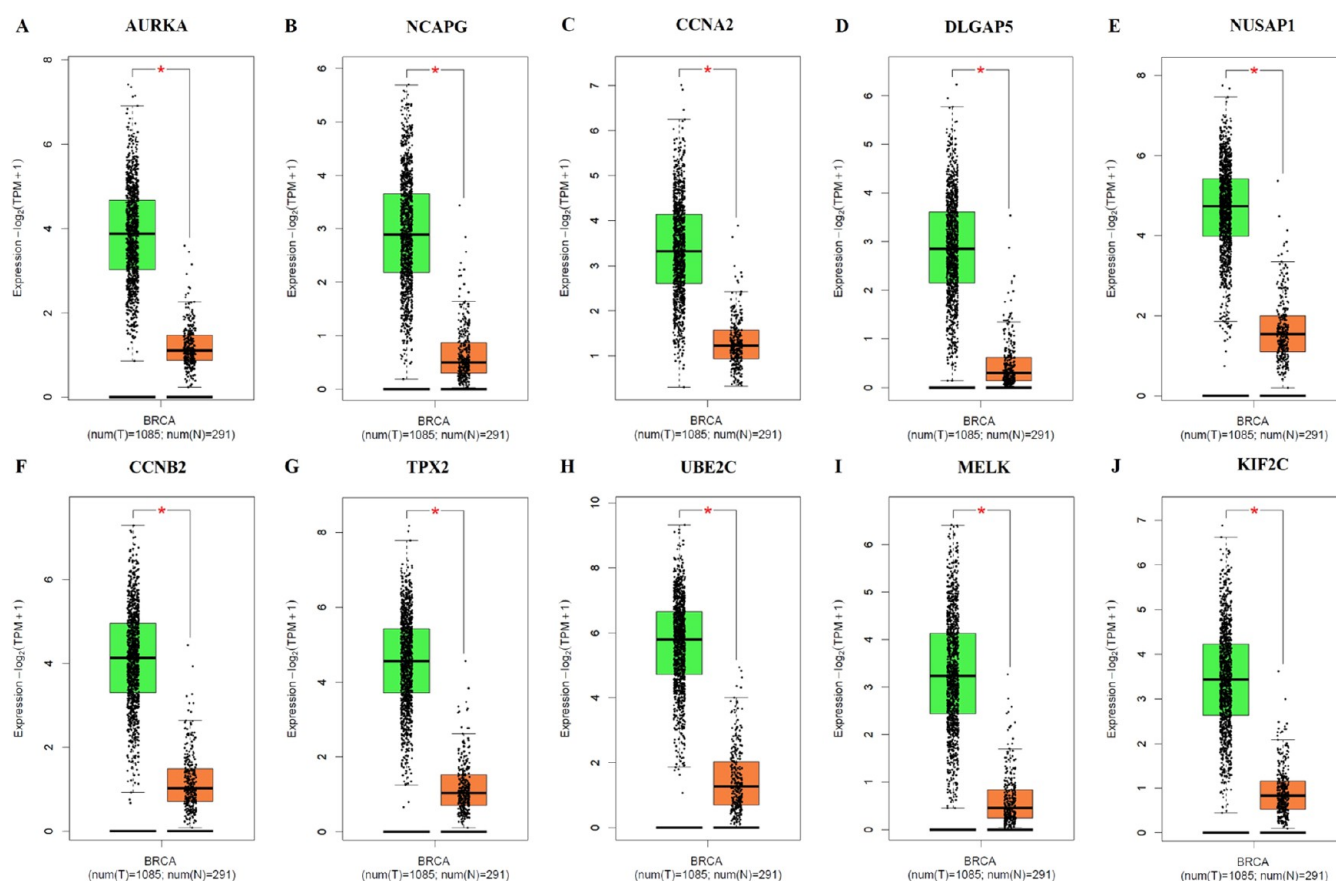 A AURKA
8
6
4
2
0
Expression – log2(TPM + 1)
*
BRCA
(num(T)=1085; num(N)=291)
B NCAPG
6
5
4
3
2
1
0
Expression – log2(TPM + 1)
*
BRCA
(num(T)=1085; num(N)=291)
C CCNA2
7
6
5
4
3
2
1
Expression – log2(TPM + 1)
*
BRCA
(num(T)=1085; num(N)=291)
D DLGAP5
6
5
4
3
2
1
0
Expression – log2(TPM + 1)
*
BRCA
(num(T)=1085; num(N)=291)
E NUSAP1
8
6
4
2
0
Expression – log2(TPM + 1)
*
BRCA
(num(T)=1085; num(N)=291)
F CCNB2
6
4
2
0
Expression – log2(TPM + 1)
*
BRCA
(num(T)=1085; num(N)=291)
G TPX2
8
6
4
2
0
Expression – log2(TPM + 1)
*
BRCA
(num(T)=1085; num(N)=291)
H UBE2C
10
8
6
4
2
0
Expression – log2(TPM + 1)
*
BRCA
(num(T)=1085; num(N)=291)
I MELK
6
5
4
3
2
1
0
Expression – log2(TPM + 1)
*
BRCA
(num(T)=1085; num(N)=291)
J KIF2C
7
6
5
4
3
2
1
0
Expression – log2(TPM + 1)
*
BRCA
(num(T)=1085; num(N)=291)